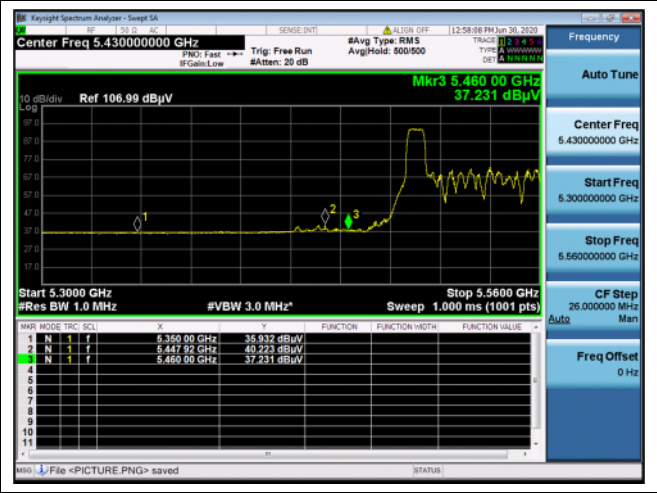 Keysight Spectrum Analyzer - Swept SA
RF 50 Ω AC SENSE:INT ALIGN OFF 12:58:08 PM Jun 30, 2020
Center Freq 5.430000000 GHz
PNO: Fast
IFGain:Low
Trig: Free Run
#Atten: 20 dB
#Avg Type: RMS
Avg|Hold: 500/500
TRACE 1 2 3 4 5 6
TYPE A WWWWW
DET A N N N N N
Frequency
Mkr3 5.460 00 GHz
37.231 dBµV
10 dB/div Ref 106.99 dBµV
Log
97.0
87.0
77.0
67.0
57.0
47.0
37.0
27.0
17.0
1
2
3
Start 5.3000 GHz Stop 5.5600 GHz
#Res BW 1.0 MHz #VBW 3.0 MHz* Sweep 1.000 ms (1001 pts)
MKR MODE TRC SCL X Y FUNCTION FUNCTION WIDTH FUNCTION VALUE
1 N 1 f 5.350 00 GHz 35.932 dBµV
2 N 1 f 5.447 92 GHz 40.223 dBµV
3 N 1 f 5.460 00 GHz 37.231 dBµV
4
5
6
7
8
9
10
11
MSG File <PICTURE.PNG> saved STATUS
Auto Tune
Center Freq
5.430000000 GHz
Start Freq
5.300000000 GHz
Stop Freq
5.560000000 GHz
CF Step
26.000000 MHz
Auto Man
Freq Offset
0 Hz